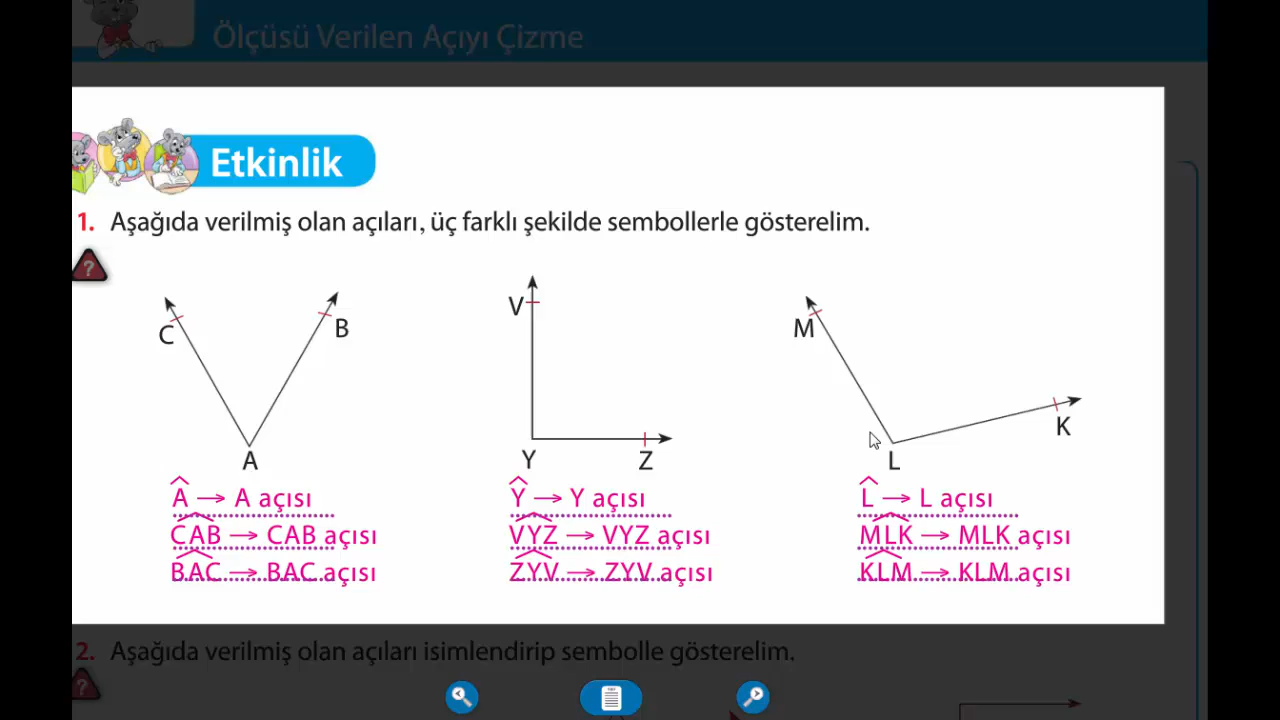 Ölçüsü Verilen Açıyı Çizme
Etkinlik
1. Aşağıda verilmiş olan açıları, üç farklı şekilde sembollerle gösterelim.
?
C B V M K
A Y Z L
Â → A açısı Ŷ → Y açısı L̂ → L açısı
CÂB → CAB açısı VŶZ → VYZ açısı ML̂K → MLK açısı
BÂC → BAC açısı ZŶV → ZYV açısı KL̂M → KLM açısı
2. Aşağıda verilmiş olan açıları isimlendirip sembolle gösterelim.
?